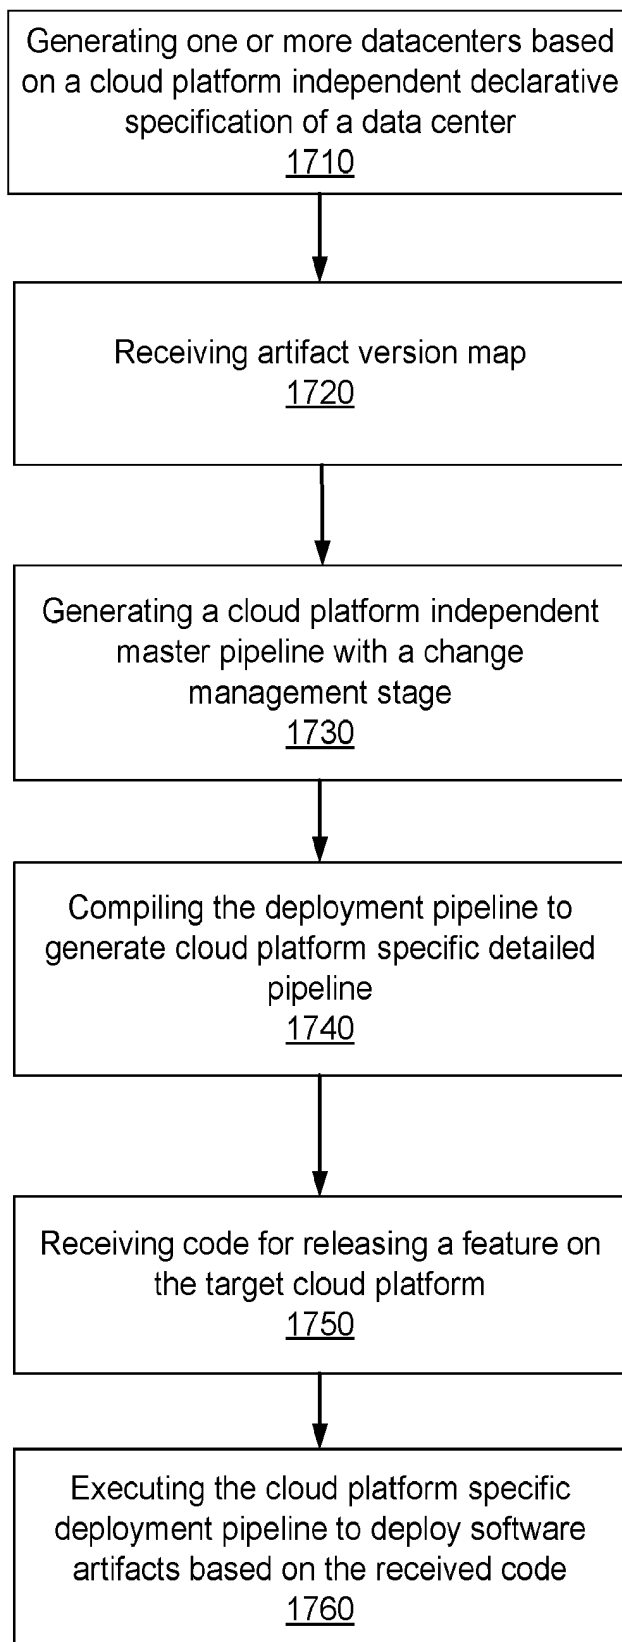 Generating one or more datacenters based
on a cloud platform independent declarative
specification of a data center
1710
Receiving artifact version map
1720
Generating a cloud platform independent
master pipeline with a change
management stage
1730
Compiling the deployment pipeline to
generate cloud platform specific detailed
pipeline
1740
Receiving code for releasing a feature on
the target cloud platform
1750
Executing the cloud platform specific
deployment pipeline to deploy software
artifacts based on the received code
1760